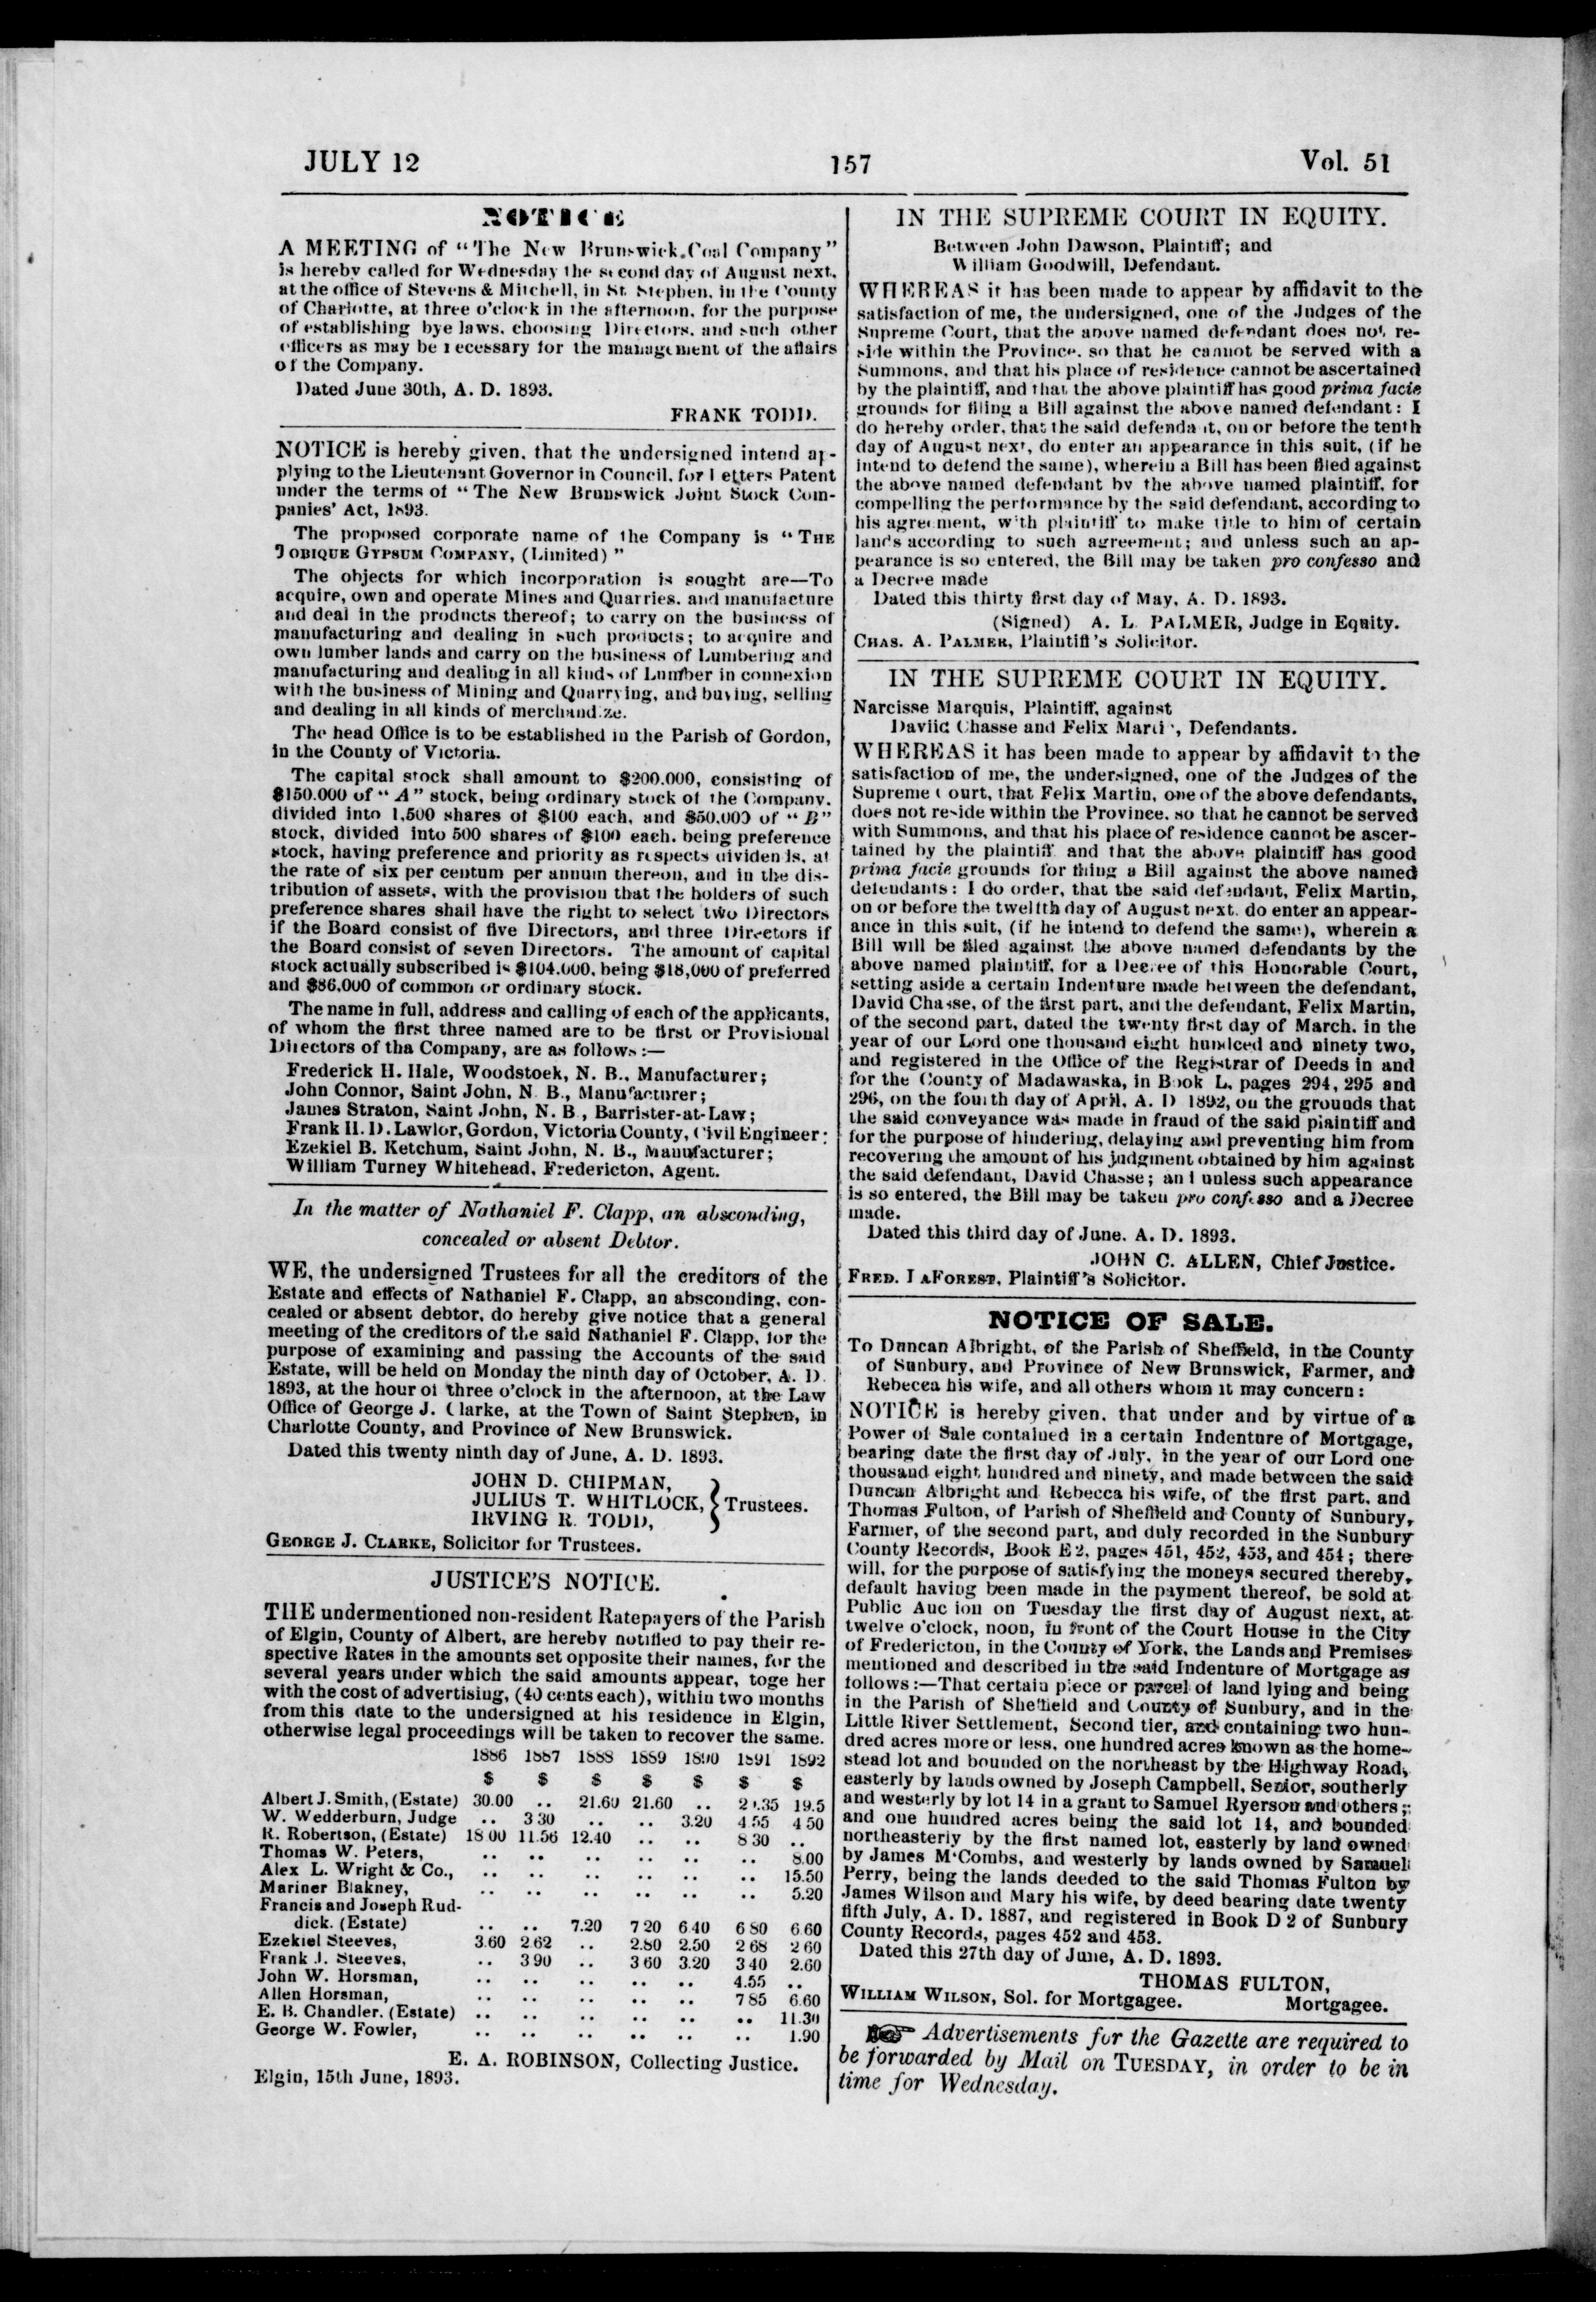 JULY 12 157 Vol. 51
NOTICE
A MEETING of "The New Brunswick Coal Company"
is hereby called for Wednesday the second day of August next,
at the office of Stevens & Mitchell, in St. Stephen, in the County
of Charlotte, at three o'clock in the afternoon, for the purpose
of establishing bye laws, choosing Directors, and such other
officers as may be necessary for the management of the affairs
of the Company.
Dated June 30th, A. D. 1893.
FRANK TODD.
NOTICE is hereby given, that the undersigned intend ap-
plying to the Lieutenant Governor in Council, for Letters Patent
under the terms of "The New Brunswick Joint Stock Com-
panies' Act, 1893.
The proposed corporate name of the Company is "THE
TOBIQUE GYPSUM COMPANY, (Limited)"
The objects for which incorporation is sought are—To
acquire, own and operate Mines and Quarries, and manufacture
and deal in the products thereof; to carry on the business of
manufacturing and dealing in such products; to acquire and
own lumber lands and carry on the business of Lumbering and
manufacturing and dealing in all kinds of Lumber in connexion
with the business of Mining and Quarrying, and buying, selling
and dealing in all kinds of merchandize.
The head Office is to be established in the Parish of Gordon,
in the County of Victoria.
The capital stock shall amount to $200.000, consisting of
$150.000 of "A" stock, being ordinary stock of the Company,
divided into 1,500 shares of $100 each, and $50.000 of "B"
stock, divided into 500 shares of $100 each, being preference
stock, having preference and priority as respects dividends, at
the rate of six per centum per annum thereon, and in the dis-
tribution of assets, with the provision that the holders of such
preference shares shall have the right to select two Directors
if the Board consist of five Directors, and three Directors if
the Board consist of seven Directors. The amount of capital
stock actually subscribed is $104.000, being $18,000 of preferred
and $86.000 of common or ordinary stock.
The name in full, address and calling of each of the applicants,
of whom the first three named are to be first or Provisional
Directors of tha Company, are as follows:—
Frederick H. Hale, Woodstock, N. B., Manufacturer;
John Connor, Saint John, N. B., Manufacturer;
James Straton, Saint John, N. B., Barrister-at-Law;
Frank H. D. Lawlor, Gordon, Victoria County, Civil Engineer;
Ezekiel B. Ketchum, Saint John, N. B., Manufacturer;
William Turney Whitehead, Fredericton, Agent.
In the matter of Nathaniel F. Clapp, an absconding,
concealed or absent Debtor.
WE, the undersigned Trustees for all the creditors of the
Estate and effects of Nathaniel F. Clapp, an absconding, con-
cealed or absent debtor, do hereby give notice that a general
meeting of the creditors of the said Nathaniel F. Clapp, for the
purpose of examining and passing the Accounts of the said
Estate, will be held on Monday the ninth day of October, A. D.
1893, at the hour of three o'clock in the afternoon, at the Law
Office of George J. Clarke, at the Town of Saint Stephen, in
Charlotte County, and Province of New Brunswick.
Dated this twenty ninth day of June, A. D. 1893.
JOHN D. CHIPMAN,
JULIUS T. WHITLOCK, } Trustees.
IRVING R. TODD,
GEORGE J. CLARKE, Solicitor for Trustees.
JUSTICE'S NOTICE.
THE undermentioned non-resident Ratepayers of the Parish
of Elgin, County of Albert, are hereby notified to pay their re-
spective Rates in the amounts set opposite their names, for the
several years under which the said amounts appear, toge her
with the cost of advertising, (40 cents each), within two months
from this date to the undersigned at his residence in Elgin,
otherwise legal proceedings will be taken to recover the same.
1886 1887 1888 1889 1890 1891 1892
$ $ $ $ $ $ $
Albert J. Smith, (Estate) 30.00 .. 21.60 21.60 .. .35 19.5
W. Wedderburn, Judge .. 3 30 .. .. 3.20 4.55 4 50
R. Robertson, (Estate) 18 00 11.56 12.40 .. .. 8 30 ..
Thomas W. Peters, .. .. .. .. .. .. 8.00
Alex L. Wright & Co., .. .. .. .. .. .. 15.50
Mariner Blakney, .. .. .. .. .. .. 5.20
Francis and Joseph Rud-
dick. (Estate) .. .. 7.20 7 20 6 40 6 80 6.60
Ezekiel Steeves, 3.60 2 62 .. 2.80 2.50 2 68 2 60
Frank J. Steeves, .. 3 90 .. 3 60 3.20 3 40 2.60
John W. Horsman, .. .. .. .. .. 4.55 ..
Allen Horsman, .. .. .. .. .. 7 85 6.60
E. B. Chandler. (Estate) .. .. .. .. .. .. 11.30
George W. Fowler, .. .. .. .. .. .. 1.90
E. A. ROBINSON, Collecting Justice.
Elgin, 15th June, 1893.
IN THE SUPREME COURT IN EQUITY.
Between John Dawson, Plaintiff; and
William Goodwill, Defendant.
WHEREAS it has been made to appear by affidavit to the
satisfaction of me, the undersigned, one of the Judges of the
Supreme Court, that the above named defendant does not re-
side within the Province, so that he cannot be served with a
Summons, and that his place of residence cannot be ascertained
by the plaintiff, and that the above plaintiff has good prima facie
grounds for filing a Bill against the above named defendant: I
do hereby order, that the said defendant, on or before the tenth
day of August next, do enter an appearance in this suit, (if he
intend to defend the same), wherein a Bill has been filed against
the above named defendant by the above named plaintiff, for
compelling the performance by the said defendant, according to
his agreement, with plaintiff to make title to him of certain
lands according to such agreement; and unless such an ap-
pearance is so entered, the Bill may be taken pro confesso and
a Decree made
Dated this thirty first day of May, A. D. 1893.
(Signed) A. L. PALMER, Judge in Equity.
CHAS. A. PALMER, Plaintiff's Solicitor.
IN THE SUPREME COURT IN EQUITY.
Narcisse Marquis, Plaintiff, against
Daviid Chasse and Felix Marti , Defendants.
WHEREAS it has been made to appear by affidavit to the
satisfaction of me, the undersigned, one of the Judges of the
Supreme Court, that Felix Martin, one of the above defendants,
does not reside within the Province, so that he cannot be served
with Summons, and that his place of residence cannot be ascer-
tained by the plaintiff and that the above plaintiff has good
prima facie grounds for filing a Bill against the above named
defendants: I do order, that the said defendant, Felix Martin,
on or before the twelfth day of August next, do enter an appear-
ance in this suit, (if he intend to defend the same), wherein a
Bill will be filed against the above named defendants by the
above named plaintiff, for a Decree of this Honorable Court,
setting aside a certain Indenture made between the defendant,
David Chasse, of the first part, and the defendant, Felix Martin,
of the second part, dated the twenty first day of March, in the
year of our Lord one thousand eight hundred and ninety two,
and registered in the Office of the Registrar of Deeds in and
for the County of Madawaska, in Book L, pages 294, 295 and
296, on the fourth day of April, A. D 1892, on the grounds that
the said conveyance was made in fraud of the said plaintiff and
for the purpose of hindering, delaying and preventing him from
recovering the amount of his judgment obtained by him against
the said defendant, David Chasse; and unless such appearance
is so entered, the Bill may be taken pro confesso and a Decree
made.
Dated this third day of June, A. D. 1893.
JOHN C. ALLEN, Chief Justice.
FRED. LAFOREST, Plaintiff's Solicitor.
NOTICE OF SALE.
To Duncan Albright, of the Parish of Sheffield, in the County
of Sunbury, and Province of New Brunswick, Farmer, and
Rebecca his wife, and all others whom it may concern:
NOTICE is hereby given, that under and by virtue of a
Power of Sale contained in a certain Indenture of Mortgage,
bearing date the first day of July, in the year of our Lord one
thousand eight hundred and ninety, and made between the said
Duncan Albright and Rebecca his wife, of the first part, and
Thomas Fulton, of Parish of Sheffield and County of Sunbury,
Farmer, of the second part, and duly recorded in the Sunbury
County Records, Book E 2, pages 451, 452, 453, and 454; there
will, for the purpose of satisfying the moneys secured thereby,
default having been made in the payment thereof, be sold at
Public Auc ion on Tuesday the first day of August next, at
twelve o'clock, noon, in front of the Court House in the City
of Fredericton, in the County of York, the Lands and Premises
mentioned and described in the said Indenture of Mortgage as
follows:—That certain piece or parcel of land lying and being
in the Parish of Sheffield and County of Sunbury, and in the
Little River Settlement, Second tier, and containing two hun-
dred acres more or less, one hundred acres known as the home-
stead lot and bounded on the northeast by the Highway Road,
easterly by lands owned by Joseph Campbell, Senior, southerly
and westerly by lot 14 in a grant to Samuel Ryerson and others;
and one hundred acres being the said lot 14, and bounded
northeasterly by the first named lot, easterly by land owned
by James M'Combs, and westerly by lands owned by Samuel
Perry, being the lands deeded to the said Thomas Fulton by
James Wilson and Mary his wife, by deed bearing date twenty
fifth July, A. D. 1887, and registered in Book D 2 of Sunbury
County Records, pages 452 and 453.
Dated this 27th day of June, A. D. 1893.
THOMAS FULTON,
WILLIAM WILSON, Sol. for Mortgagee. Mortgagee.
☞ Advertisements for the Gazette are required to
be forwarded by Mail on TUESDAY, in order to be in
time for Wednesday.